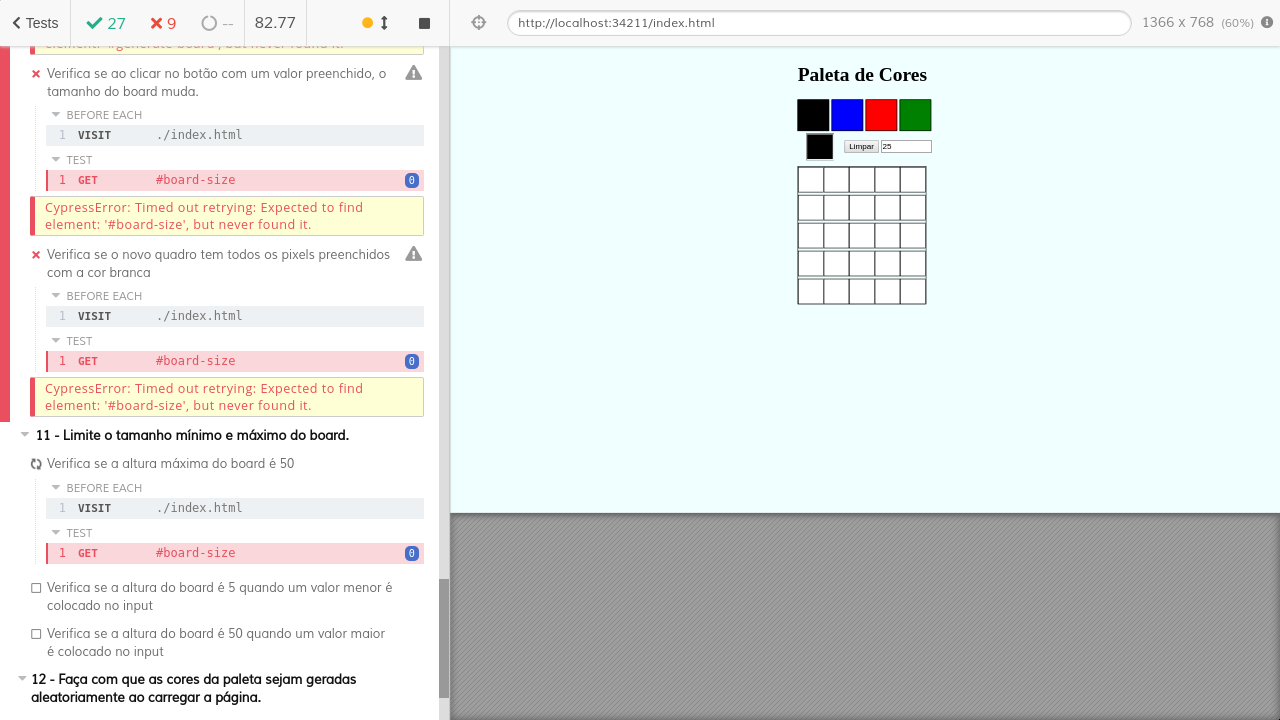 Tests 27 9 -- 82.77
http://localhost:34211/index.html 1366 x 768 (60%)
element: '#generate-board', but never found it.
Verifica se ao clicar no botão com um valor preenchido, o
tamanho do board muda.
BEFORE EACH
1 VISIT ./index.html
TEST
1 GET #board-size 0
CypressError: Timed out retrying: Expected to find
element: '#board-size', but never found it.
Verifica se o novo quadro tem todos os pixels preenchidos
com a cor branca
BEFORE EACH
1 VISIT ./index.html
TEST
1 GET #board-size 0
CypressError: Timed out retrying: Expected to find
element: '#board-size', but never found it.
11 - Limite o tamanho mínimo e máximo do board.
Verifica se a altura máxima do board é 50
BEFORE EACH
1 VISIT ./index.html
TEST
1 GET #board-size 0
Verifica se a altura do board é 5 quando um valor menor é
colocado no input
Verifica se a altura do board é 50 quando um valor maior
é colocado no input
12 - Faça com que as cores da paleta sejam geradas
aleatoriamente ao carregar a página.
Paleta de Cores
Limpar 25